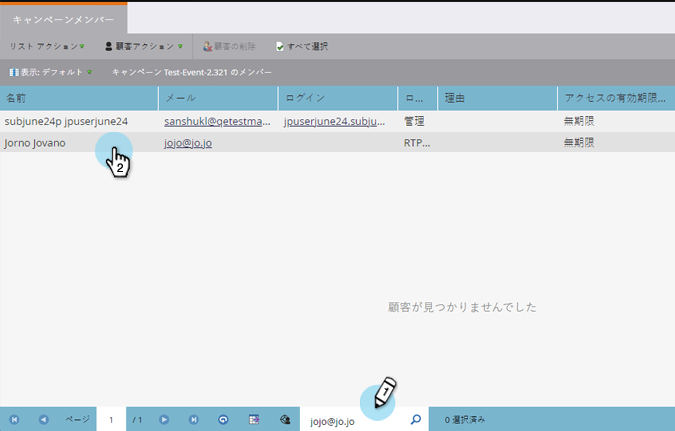 キャンペーンメンバー
リスト アクション 顧客アクション 顧客の削除 すべて選択
表示: デフォルト キャンペーン Test-Event-2.321 のメンバー
名前 メール ログイン ロ... 理由 アクセスの有効期限...
subjune24p jpuserjune24 sanshukl@qetestma... jpuserjune24.subju... 管理 無期限
Jorno Jovano jojo@jo.jo RTP... 無期限
2
顧客が見つかりませんでした
1
ページ 1 / 1 jojo@jo.jo 0 選択済み